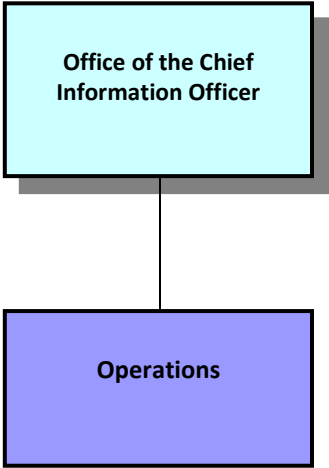 Office of the Chief
Information Officer
Operations